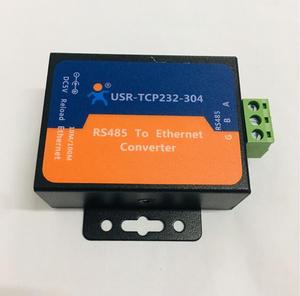 USR-TCP232-304
RS485 To Ethernet
Converter
DC5V Reload Ethernet
10M/100M
RS485
G B A